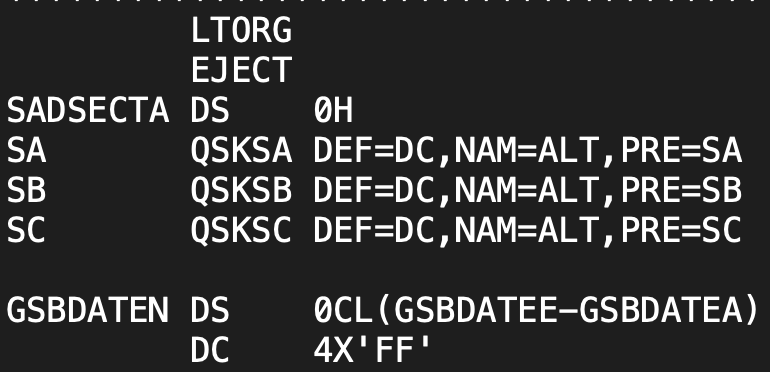 LTORG
EJECT
SADSECTA DS 0H
SA QSKSA DEF=DC,NAM=ALT,PRE=SA
SB QSKSB DEF=DC,NAM=ALT,PRE=SB
SC QSKSC DEF=DC,NAM=ALT,PRE=SC
GSBDATEN DS 0CL(GSBDATEE-GSBDATEA)
DC 4X'FF'